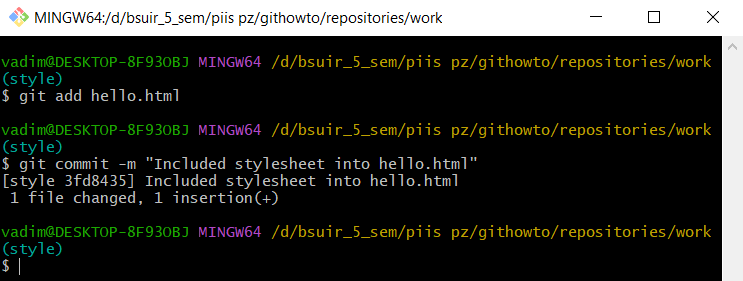 MINGW64:/d/bsuir_5_sem/piis pz/githowto/repositories/work
vadim@DESKTOP-8F93OBJ MINGW64 /d/bsuir_5_sem/piis pz/githowto/repositories/work
(style)
$ git add hello.html
vadim@DESKTOP-8F93OBJ MINGW64 /d/bsuir_5_sem/piis pz/githowto/repositories/work
(style)
$ git commit -m "Included stylesheet into hello.html"
[style 3fd8435] Included stylesheet into hello.html
 1 file changed, 1 insertion(+)
vadim@DESKTOP-8F93OBJ MINGW64 /d/bsuir_5_sem/piis pz/githowto/repositories/work
(style)
$